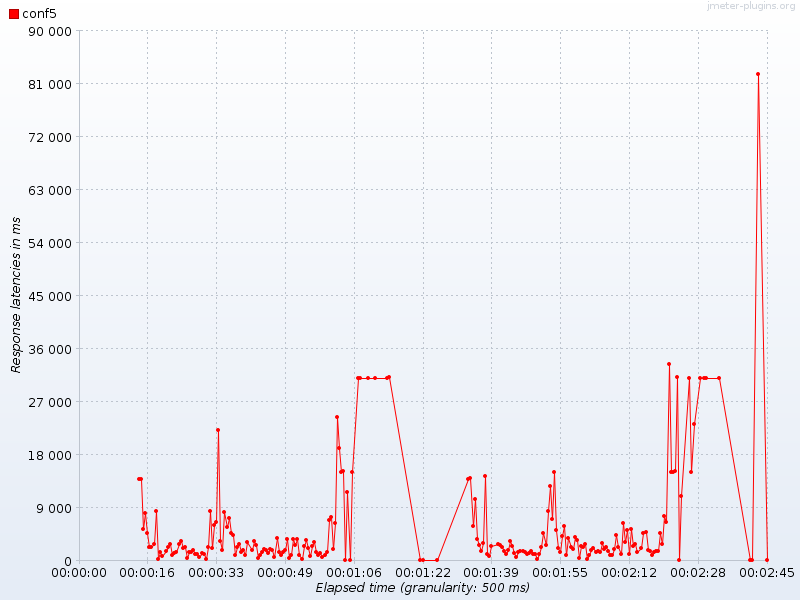 jmeter-plugins.org
conf5
90 000
81 000
72 000
63 000
54 000
45 000
36 000
27 000
18 000
9 000
0
Response latencies in ms
00:00:00 00:00:16 00:00:33 00:00:49 00:01:06 00:01:22 00:01:39 00:01:55 00:02:12 00:02:28 00:02:45
Elapsed time (granularity: 500 ms)